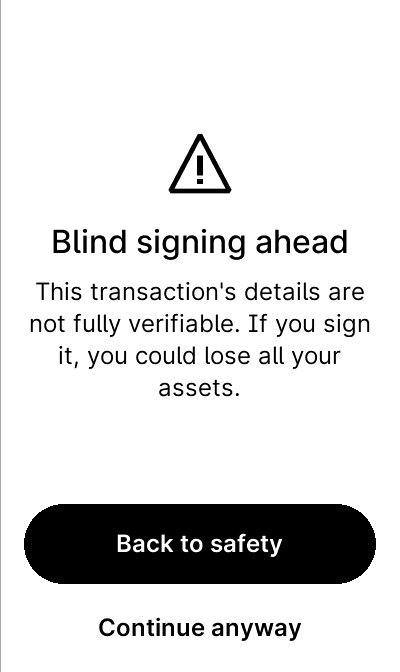 Blind signing ahead
This transaction's details are
not fully verifiable. If you sign
it, you could lose all your
assets.
Back to safety
Continue anyway